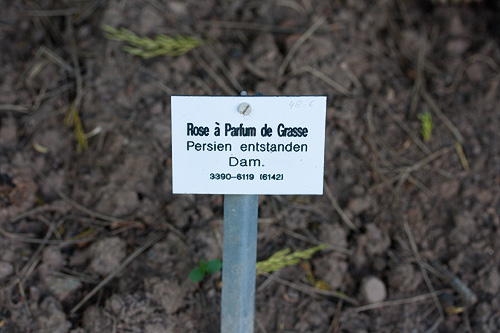 Rose à Parfum de Grasse
Persien entstanden
Dam.
3390-6119 (6142)